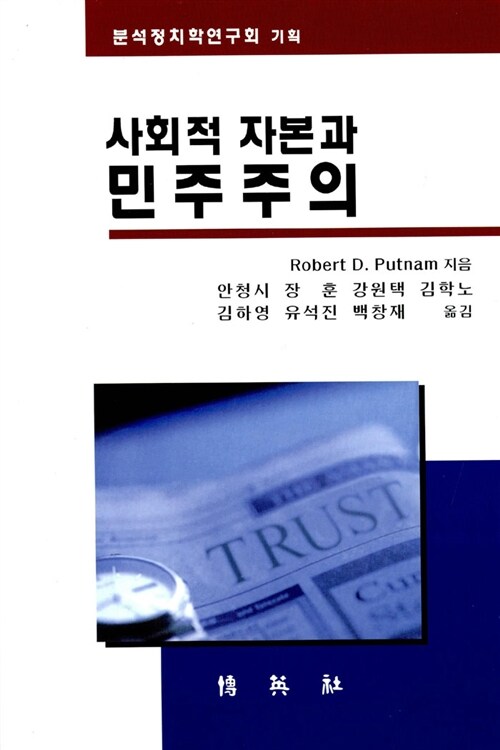 분석정치학연구회 기획
사회적 자본과
민주주의
Robert D. Putnam 지음
안청시 장 훈 강원택 김학노
김하영 유석진 백창재 옮김
TRUST
博英社